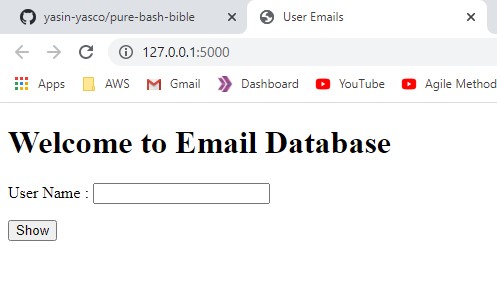 yasin-yasco/pure-bash-bible User Emails
127.0.0.1:5000
Apps AWS Gmail Dashboard YouTube Agile Method
Welcome to Email Database
User Name :
Show